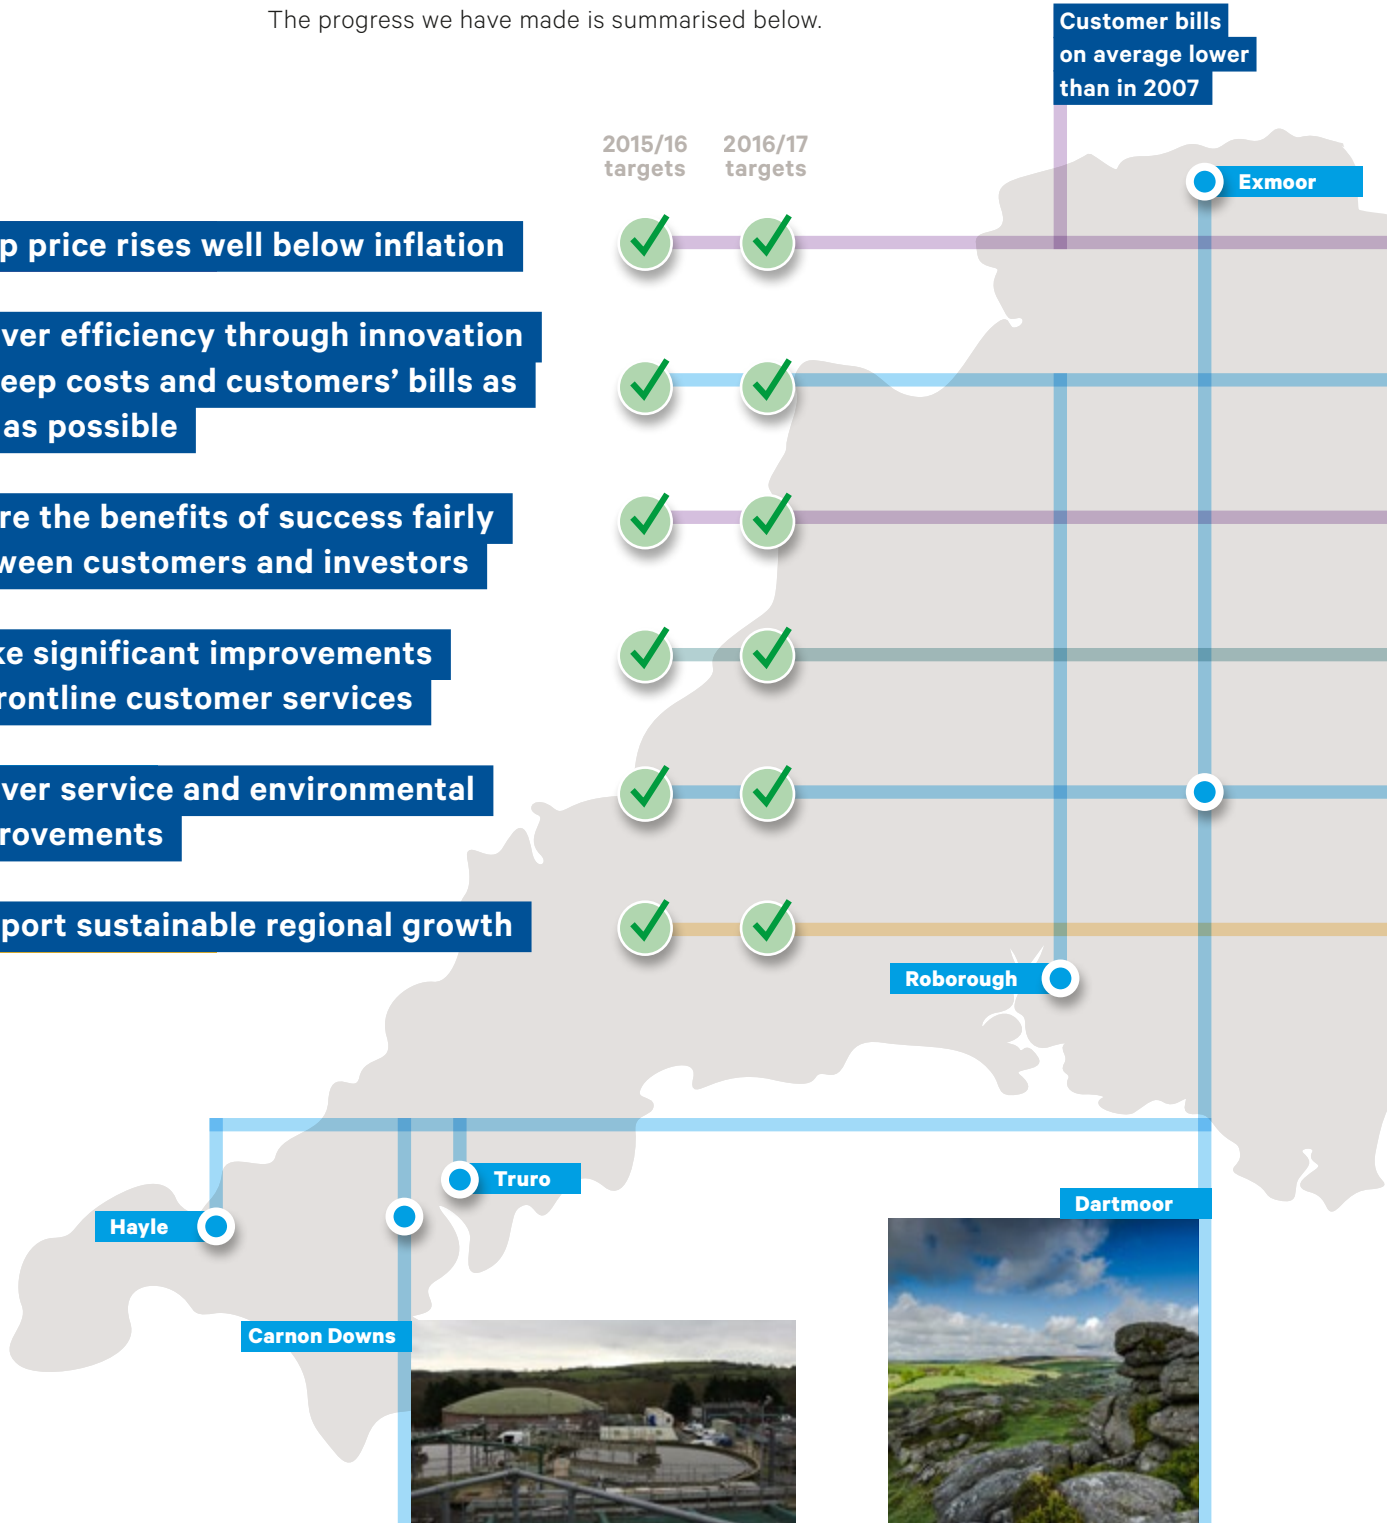 The progress we have made is summarised below.
Customer bills
on average lower
than in 2007
2015/16
targets
2016/17
targets
Exmoor
p price rises well below inflation
ver efficiency through innovation
eep costs and customers’ bills as
as possible
re the benefits of success fairly
ween customers and investors
ke significant improvements
rontline customer services
ver service and environmental
rovements
port sustainable regional growth
Roborough
Truro
Hayle
Dartmoor
Carnon Downs